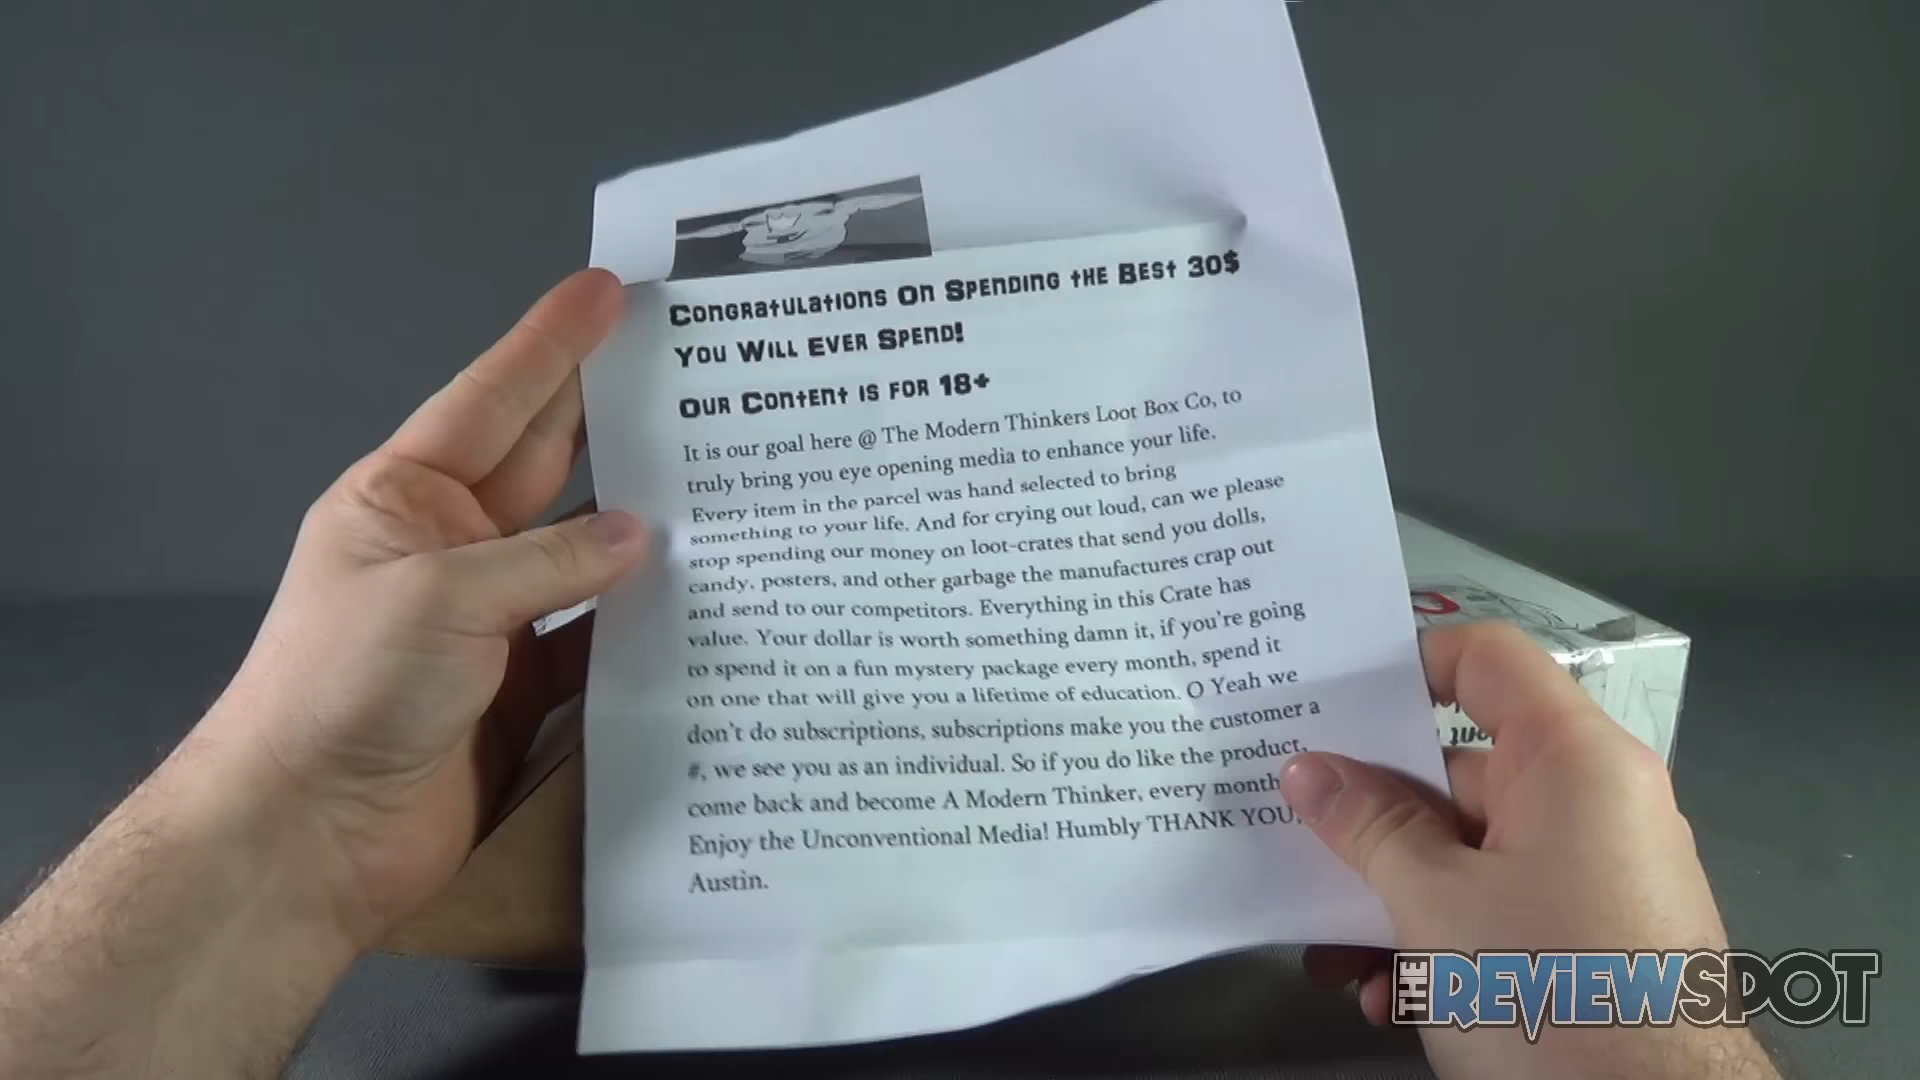 Congratulations On Spending the Best 30$
You Will Ever Spend!
Our Content is for 18+
It is our goal here @ The Modern Thinkers Loot Box Co, to
truly bring you eye opening media to enhance your life.
Every item in the parcel was hand selected to bring
something to your life. And for crying out loud, can we please
stop spending our money on loot-crates that send you dolls,
candy, posters, and other garbage the manufactures crap out
and send to our competitors. Everything in this Crate has
value. Your dollar is worth something damn it, if you're going
to spend it on a fun mystery package every month, spend it
on one that will give you a lifetime of education. O Yeah we
don't do subscriptions, subscriptions make you the customer a
#, we see you as an individual. So if you do like the product,
come back and become A Modern Thinker, every month
Enjoy the Unconventional Media! Humbly THANK YOU,
Austin.
THE REVIEWSPOT